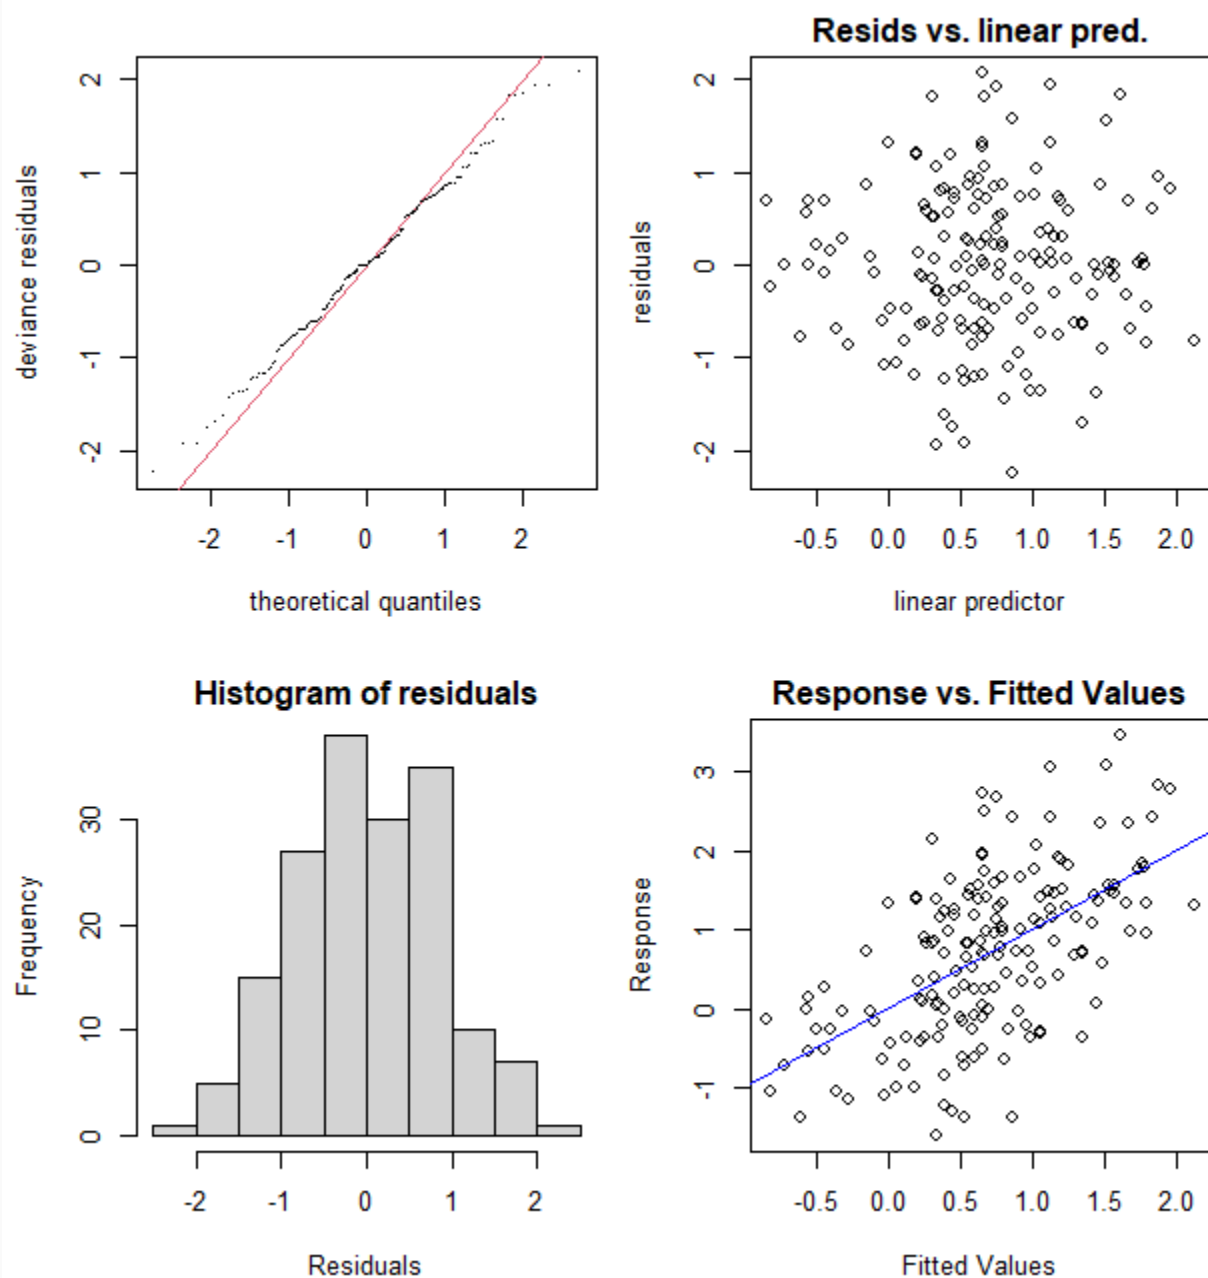 deviance residuals
2
1
0
-1
-2
-2 -1 0 1 2
theoretical quantiles
Resids vs. linear pred.
residuals
2
1
0
-1
-2
-0.5 0.0 0.5 1.0 1.5 2.0
linear predictor
Histogram of residuals
Frequency
30
20
10
0
-2 -1 0 1 2
Residuals
Response vs. Fitted Values
Response
3
2
1
0
-1
-0.5 0.0 0.5 1.0 1.5 2.0
Fitted Values